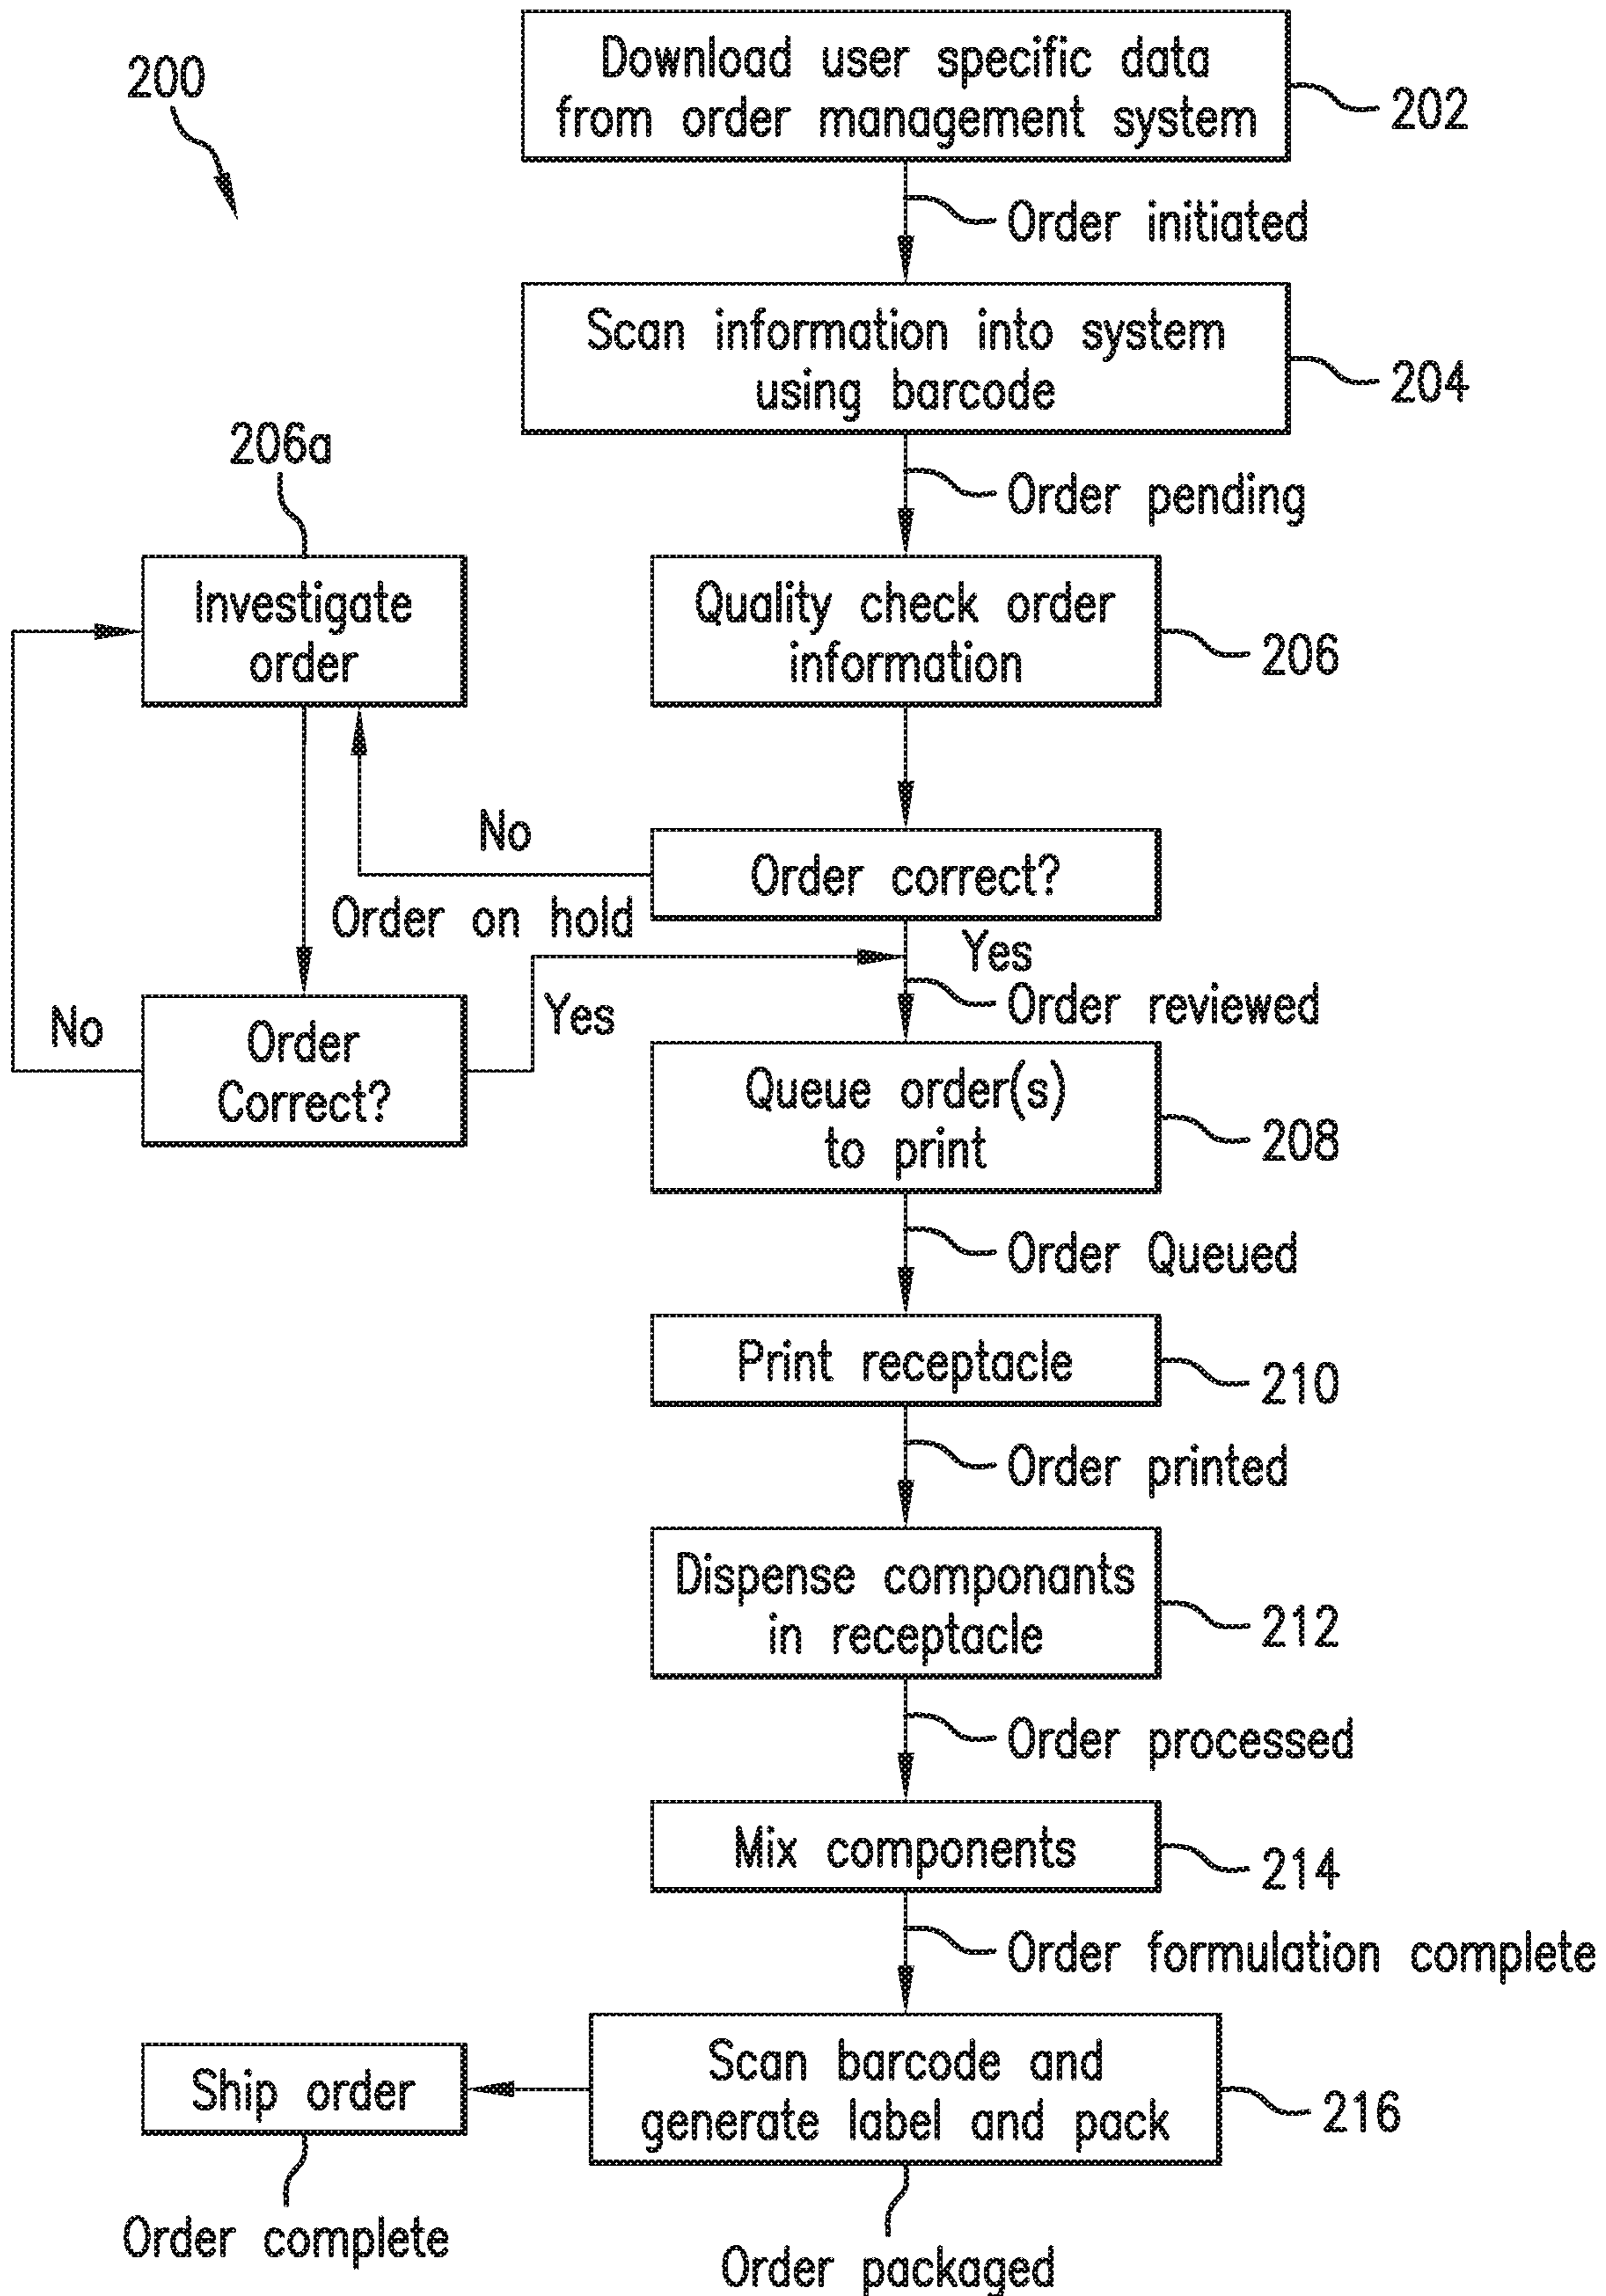 200
Download user specific data
from order management system
202
Order initiated
Scan information into system
using barcode
204
Order pending
206a
Investigate
order
Quality check order
information
206
No
Order correct?
Order on hold
Yes
Order reviewed
No
Order
Correct?
Yes
Queue order(s)
to print
208
Order Queued
Print receptacle
210
Order printed
Dispense componants
in receptacle
212
Order processed
Mix components
214
Order formulation complete
Scan barcode and
generate label and pack
216
Ship order
Order complete
Order packaged